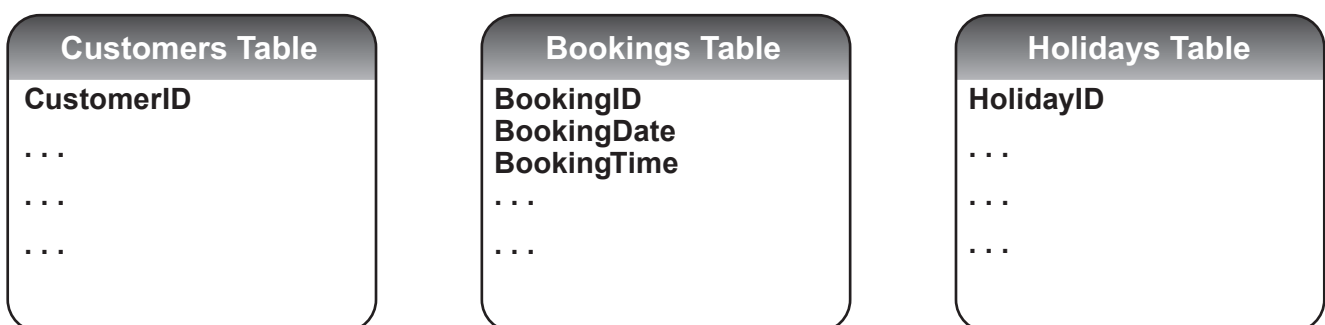 Customers Table
CustomerID
. . .
. . .
. . .
Bookings Table
BookingID
BookingDate
BookingTime
. . .
. . .
Holidays Table
HolidayID
. . .
. . .
. . .